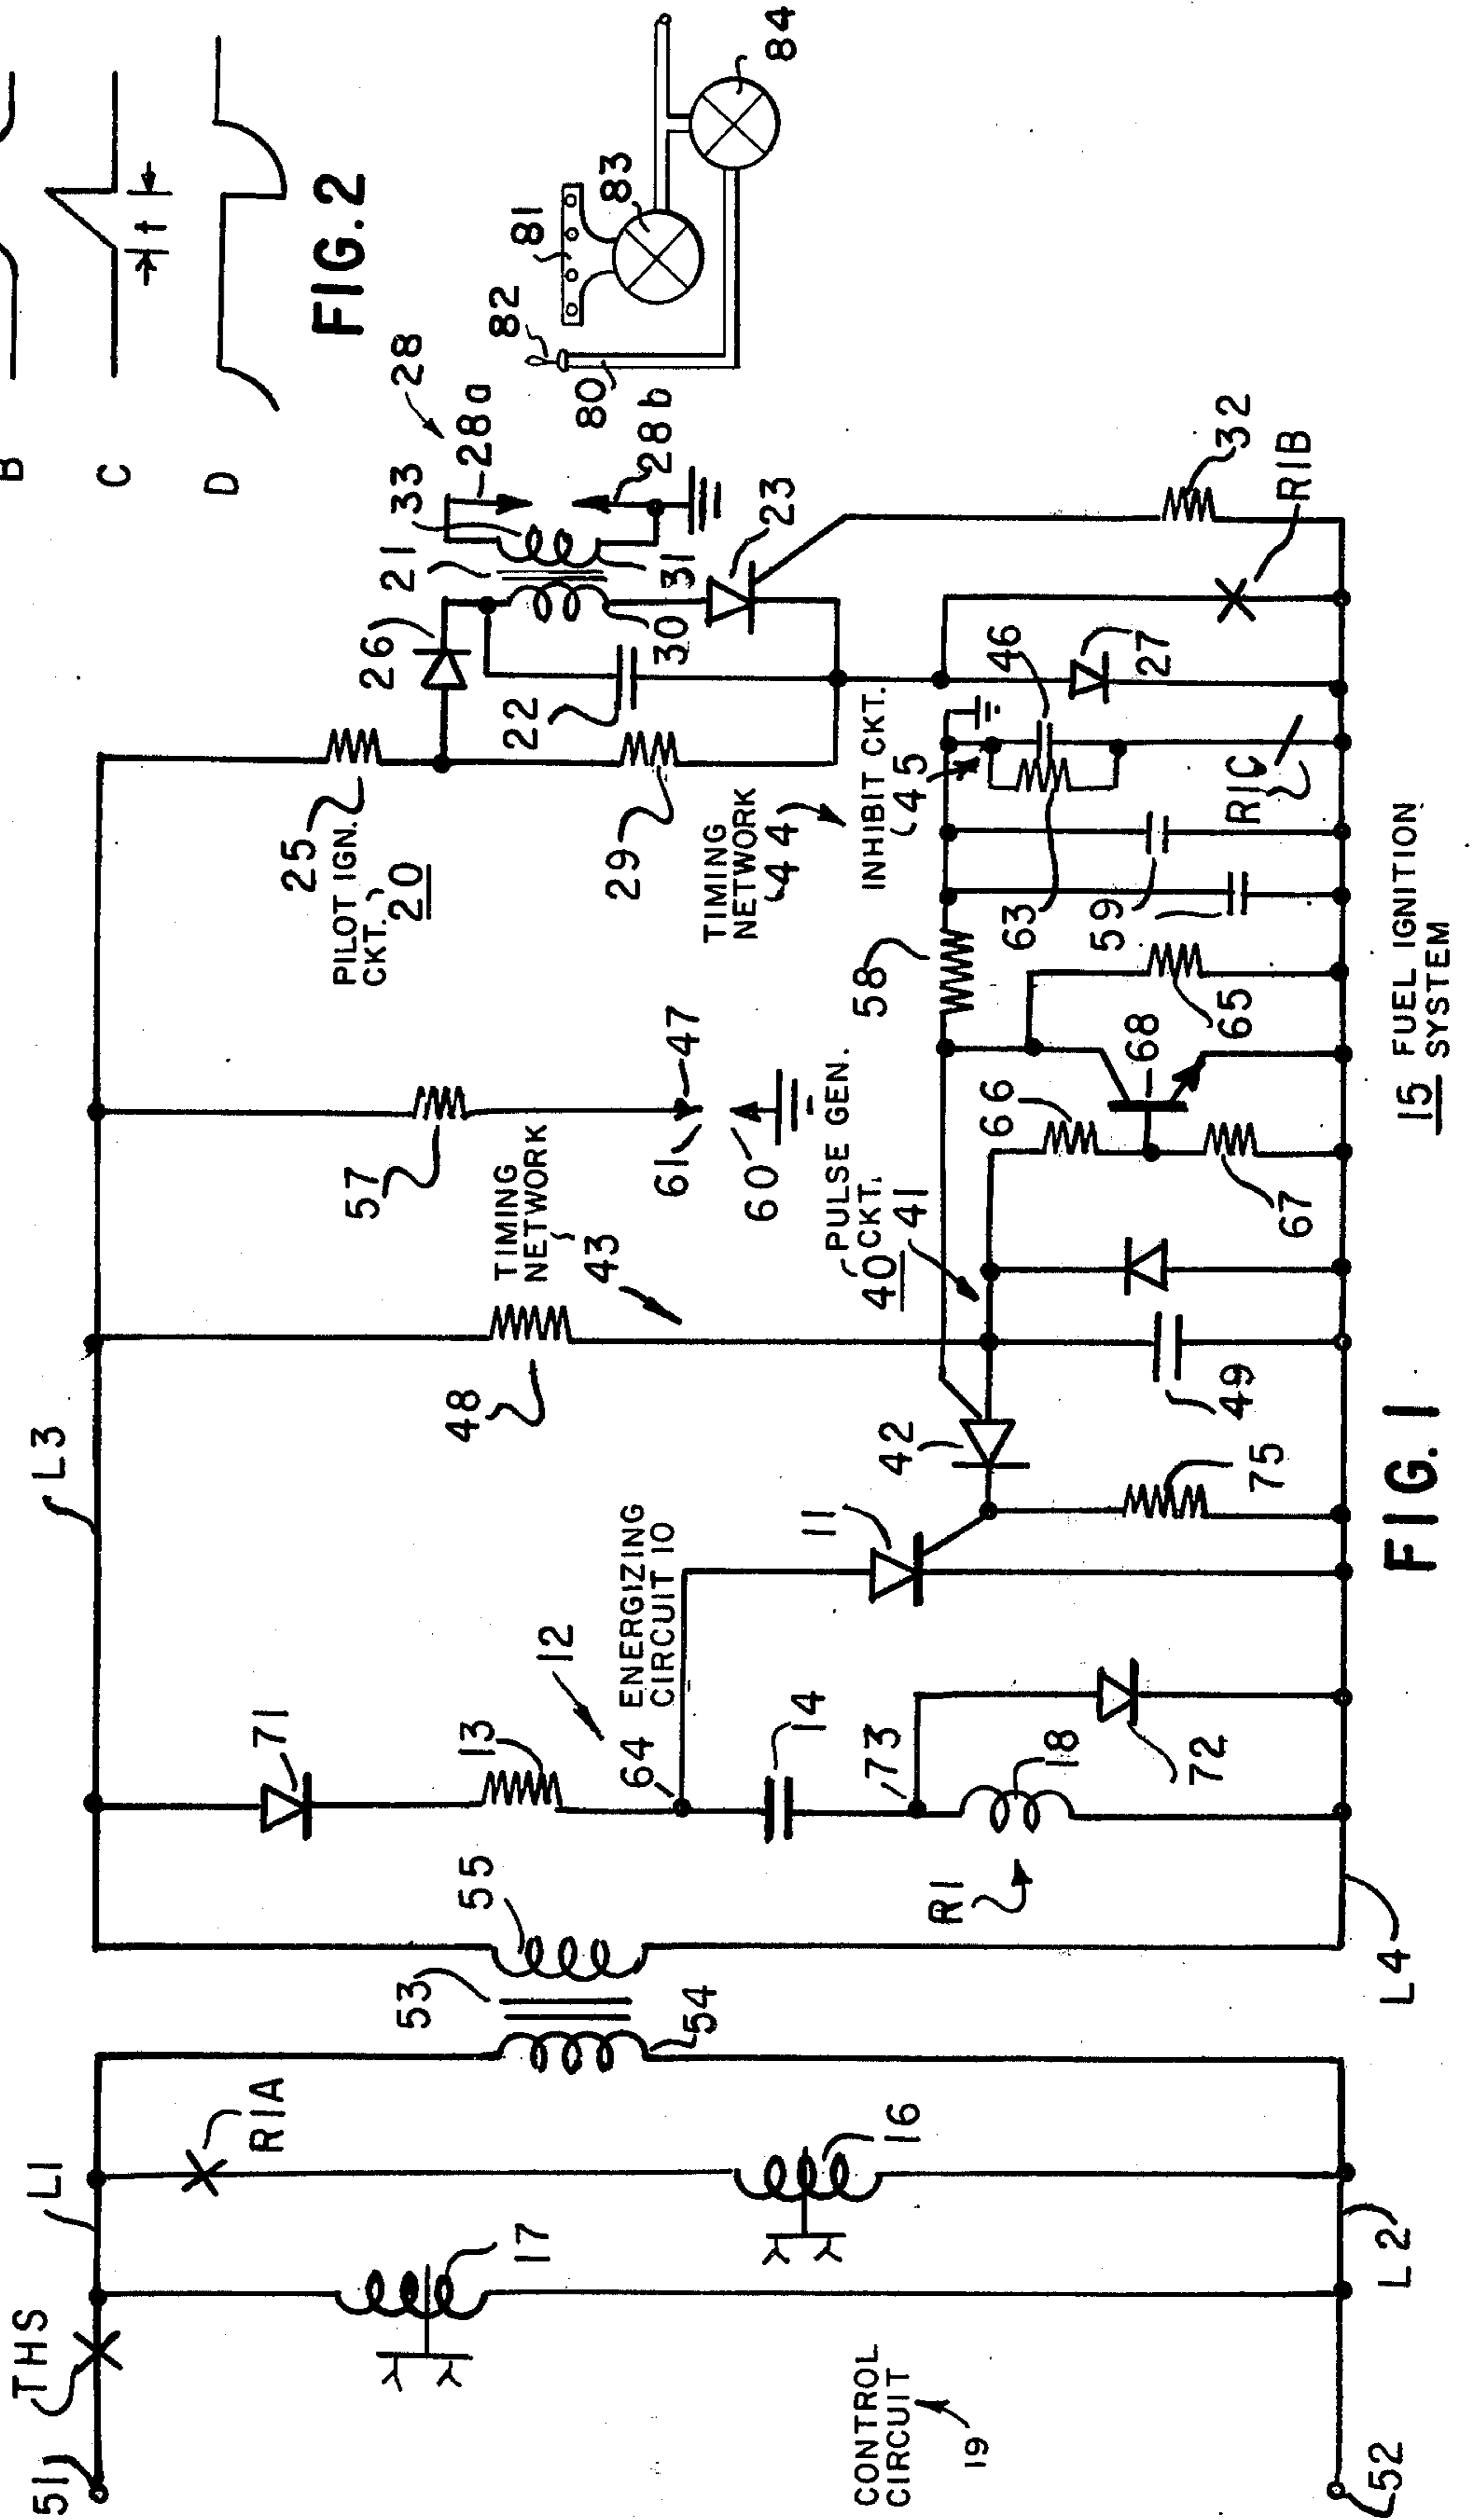 B
C
D
t
FIG. 2
51
THS
L1
R1A
17
16
CONTROL
CIRCUIT
19
52
L2
53
54
55
L3
L4
71
13
12
64
ENERGIZING
CIRCUIT 10
14
73
R1
18
72
11
42
75
48
TIMING
NETWORK
43
49
57
61
47
60
PULSE GEN.
CKT.
40
41
66
68
67
65
58
25
PILOT IGN.
CKT.
20
29
TIMING
NETWORK
44
INHIBIT CKT.
45
63
59
R1C
46
27
26
22
21
30
31
33
28
28a
28b
23
32
R1B
82
81
80
83
84
15 FUEL IGNITION
SYSTEM
FIG. 1